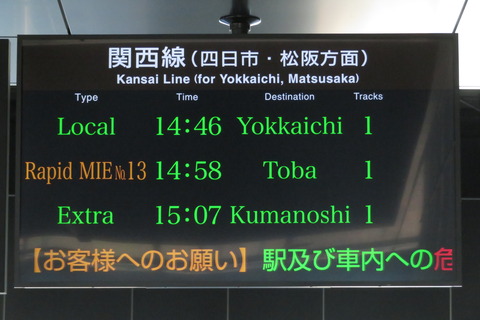 関西線(四日市・松阪方面)
Kansai Line (for Yokkaichi, Matsusaka)
Type Time Destination Tracks
Local 14:46 Yokkaichi 1
Rapid MIE No13 14:58 Toba 1
Extra 15:07 Kumanoshi 1
【お客様へのお願い】駅及び車内への危